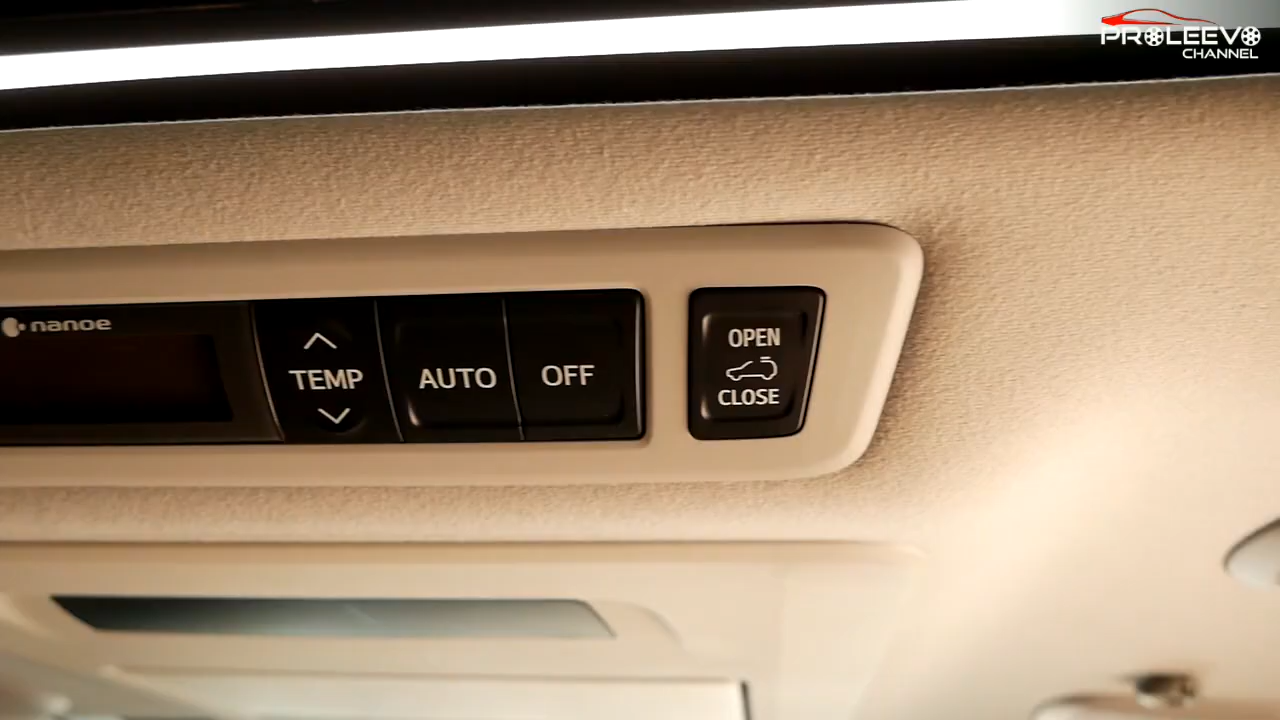 PROLEEVO
CHANNEL
nanoe
TEMP
AUTO
OFF
OPEN
CLOSE